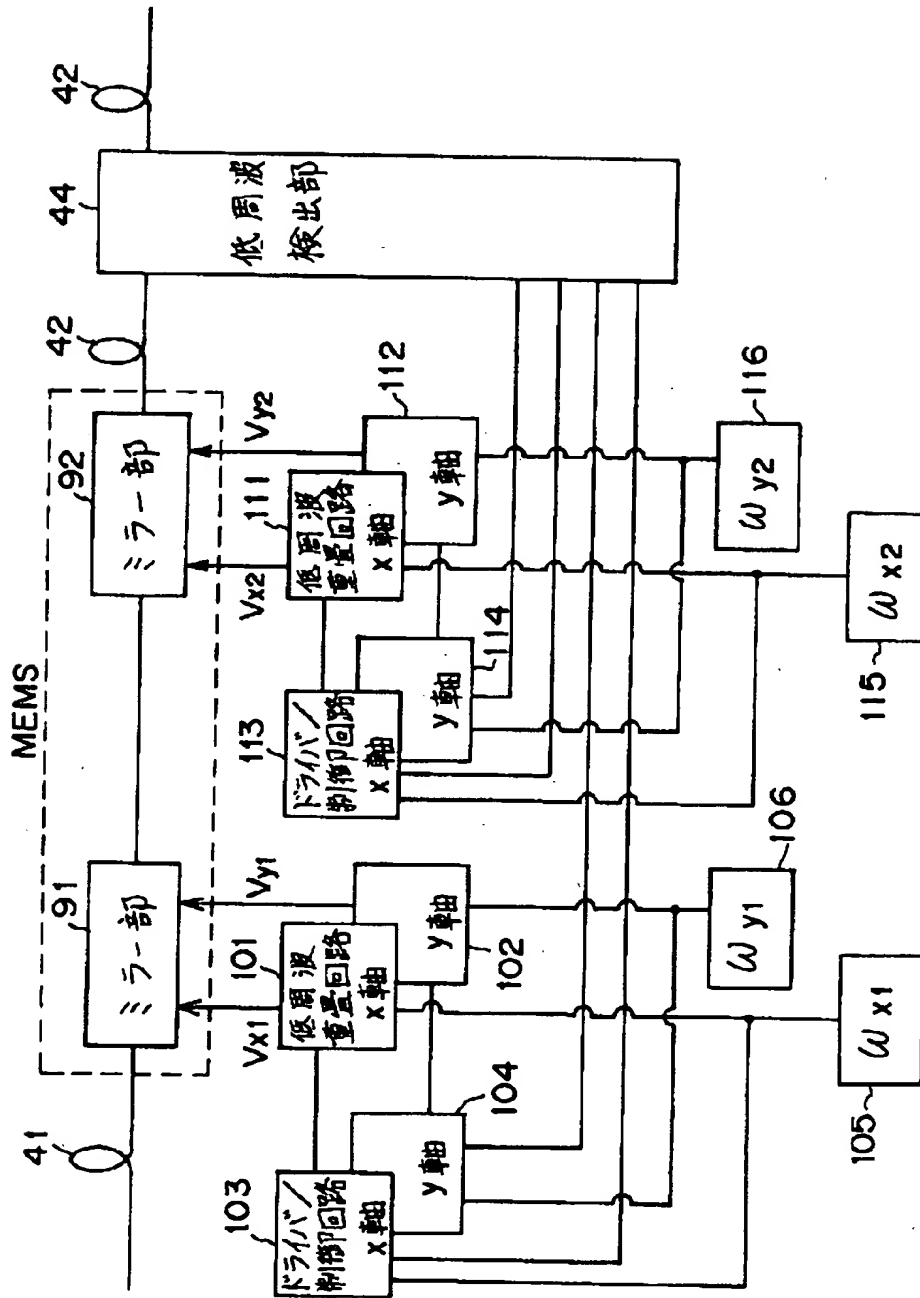 MEMS
41
91
ミラー部
92
ミラー部
42
44
低周波
検出部
42
Vx1
Vy1
Vx2
Vy2
103
ドライバ/
制御回路
x軸
104
y軸
101
低周波
重畳回路
x軸
102
y軸
113
ドライバ/
制御回路
x軸
114
y軸
111
低周波
重畳回路
x軸
112
y軸
105
ωx1
106
ωy1
115
ωx2
116
ωy2